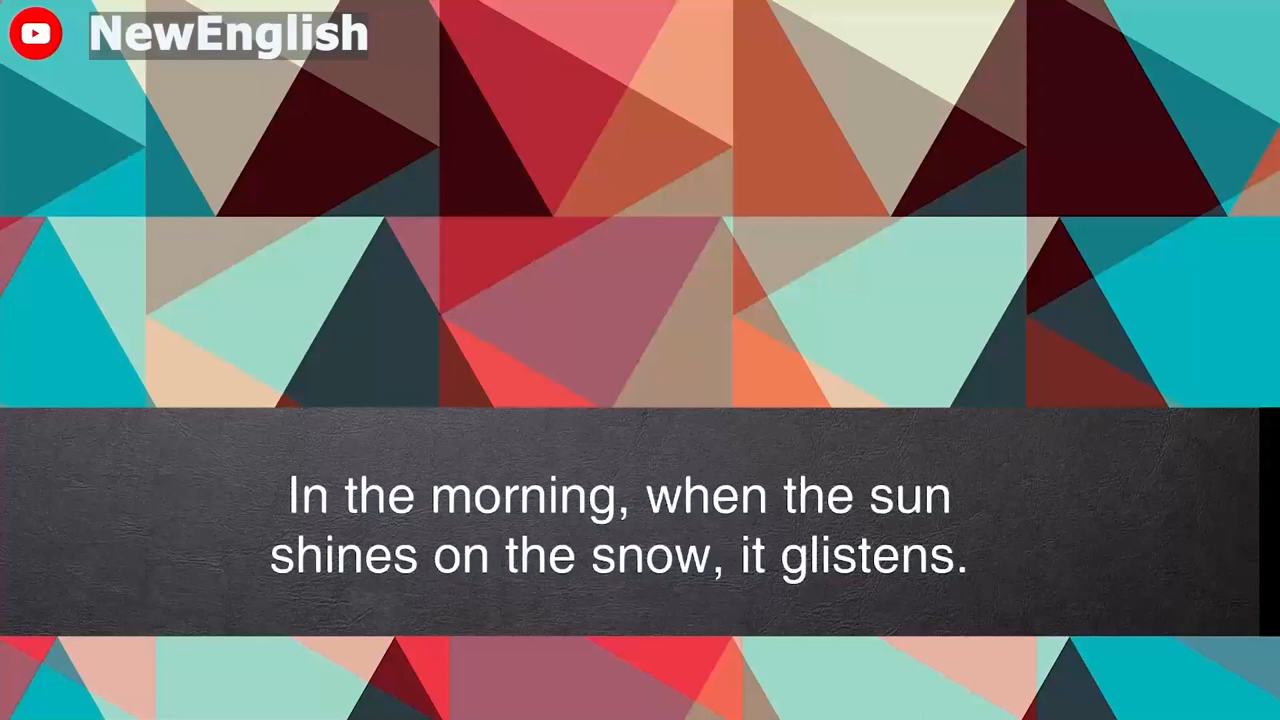 NewEnglish
In the morning, when the sun
shines on the snow, it glistens.